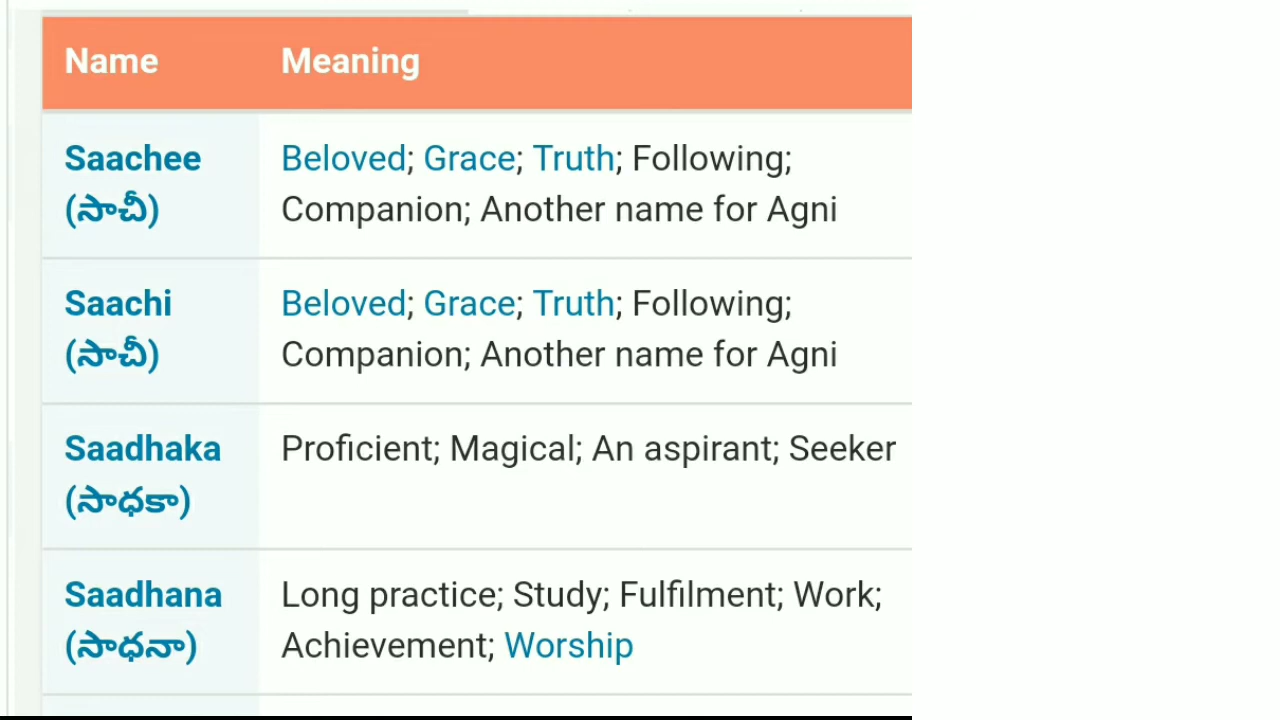 Name Meaning
Saachee Beloved; Grace; Truth; Following;
(సాచీ) Companion; Another name for Agni
Saachi Beloved; Grace; Truth; Following;
(సాచీ) Companion; Another name for Agni
Saadhaka Proficient; Magical; An aspirant; Seeker
(సాధకా)
Saadhana Long practice; Study; Fulfilment; Work;
(సాధనా) Achievement; Worship